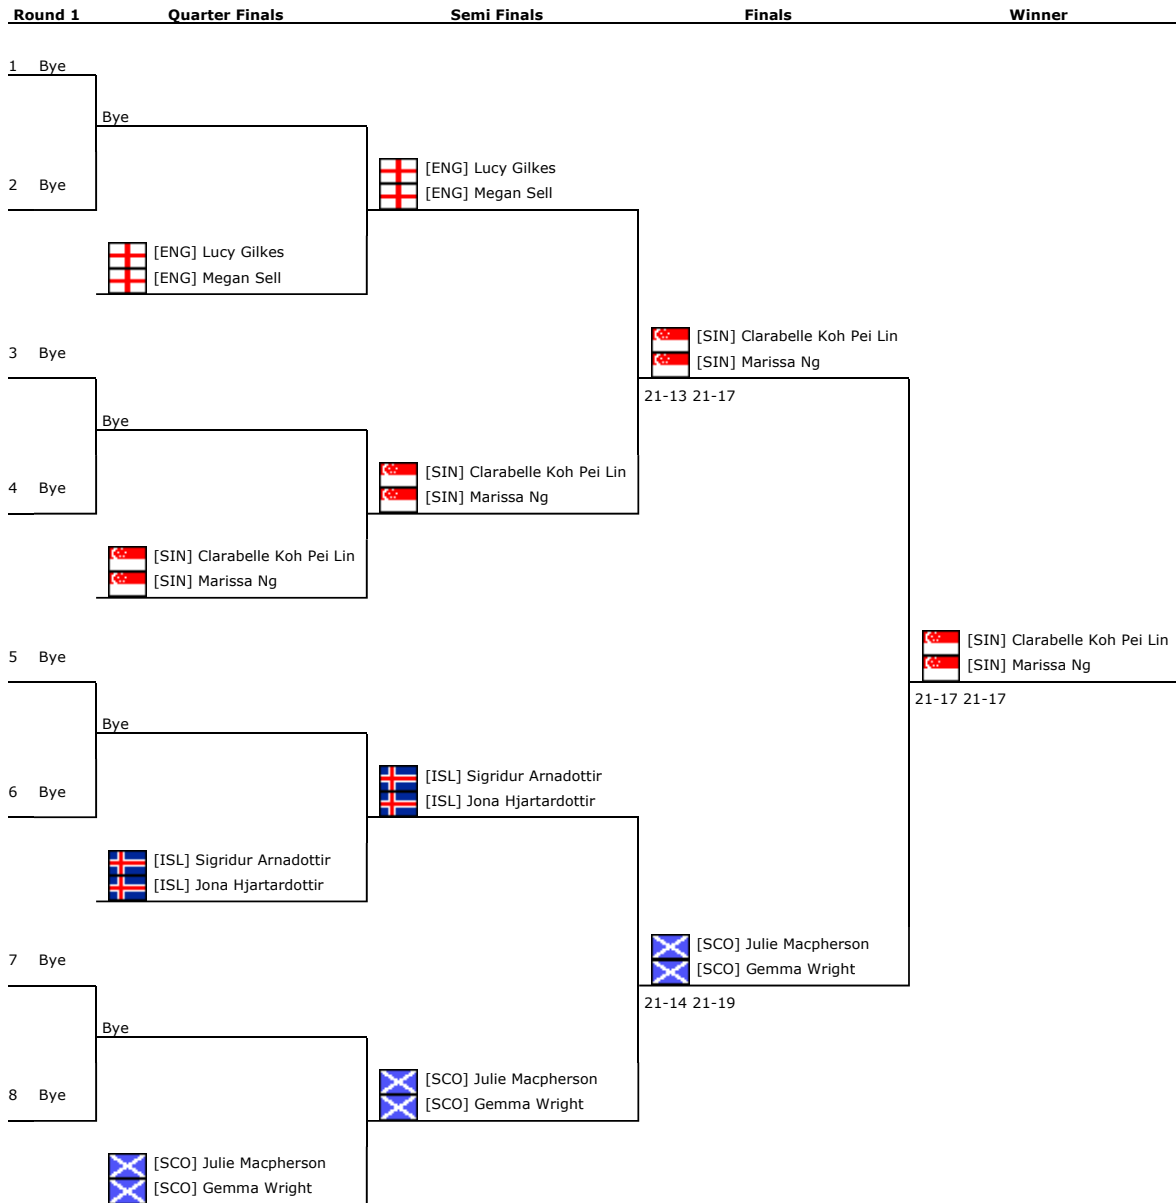 Round 1 Quarter Finals Semi Finals Finals Winner
1 Bye
Bye
[ENG] Lucy Gilkes
2 Bye
[ENG] Megan Sell
[ENG] Lucy Gilkes
[ENG] Megan Sell
[SIN] Clarabelle Koh Pei Lin
3 Bye
[SIN] Marissa Ng
21-13 21-17
Bye
[SIN] Clarabelle Koh Pei Lin
4 Bye
[SIN] Marissa Ng
[SIN] Clarabelle Koh Pei Lin
[SIN] Marissa Ng
[SIN] Clarabelle Koh Pei Lin
5 Bye
[SIN] Marissa Ng
21-17 21-17
Bye
[ISL] Sigridur Arnadottir
6 Bye
[ISL] Jona Hjartardottir
[ISL] Sigridur Arnadottir
[ISL] Jona Hjartardottir
[SCO] Julie Macpherson
7 Bye
[SCO] Gemma Wright
21-14 21-19
Bye
[SCO] Julie Macpherson
8 Bye
[SCO] Gemma Wright
[SCO] Julie Macpherson
[SCO] Gemma Wright